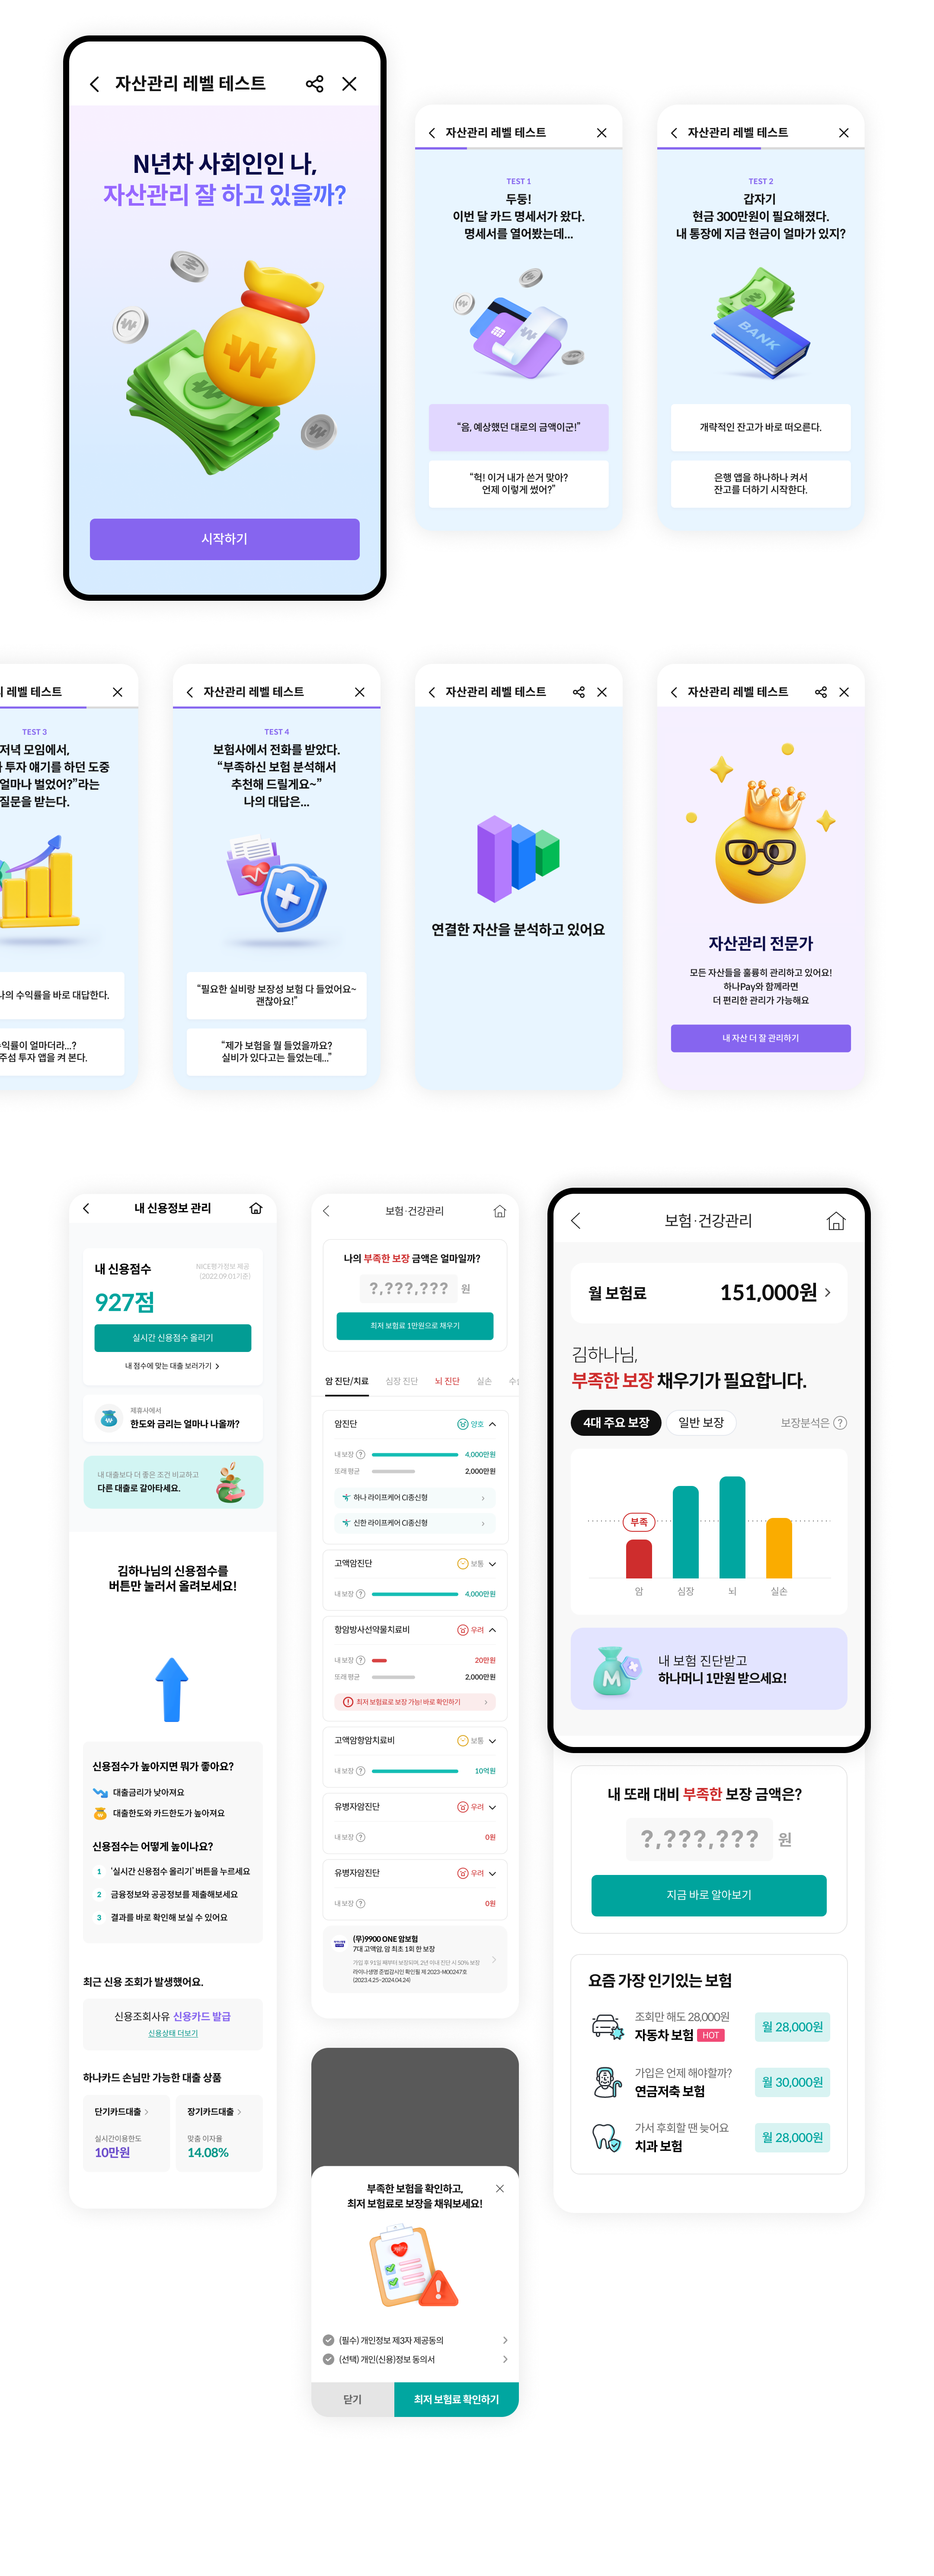 자산관리 레벨 테스트
N년차 사회인인 나,
자산관리 잘 하고 있을까?
시작하기
자산관리 레벨 테스트
TEST 1
두둥!
이번 달 카드 명세서가 왔다.
명세서를 열어봤는데...
“음, 예상했던 대로의 금액이군!”
“헉! 이거 내가 쓴거 맞아?
언제 이렇게 썼어?”
자산관리 레벨 테스트
TEST 2
갑자기
현금 300만원이 필요해졌다.
내 통장에 지금 현금이 얼마가 있지?
BANK
개략적인 잔고가 바로 떠오른다.
은행 앱을 하나하나 켜서
잔고를 더하기 시작한다.
레벨 테스트
TEST 3
저녁 모임에서,
투자 얘기를 하던 도중
얼마나 벌었어?”라는
질문을 받는다.
나의 수익률을 바로 대답한다.
수익률이 얼마더라...?
주섬 투자 앱을 켜 본다.
자산관리 레벨 테스트
TEST 4
보험사에서 전화를 받았다.
“부족하신 보험 분석해서
추천해 드릴게요~”
나의 대답은...
“필요한 실비랑 보장성 보험 다 들었어요~
괜찮아요!”
“제가 보험을 뭘 들었을까요?
실비가 있다고는 들었는데...”
자산관리 레벨 테스트
연결한 자산을 분석하고 있어요
자산관리 레벨 테스트
자산관리 전문가
모든 자산들을 훌륭히 관리하고 있어요!
하나Pay와 함께라면
더 편리한 관리가 가능해요
내 자산 더 잘 관리하기
내 신용정보 관리
내 신용점수
NICE평가정보 제공
(2022.09.01기준)
927점
실시간 신용점수 올리기
내 점수에 맞는 대출 보러가기
제휴사에서
한도와 금리는 얼마나 나올까?
내 대출보다 더 좋은 조건 비교하고
다른 대출로 갈아타세요.
김하나님의 신용점수를
버튼만 눌러서 올려보세요!
신용점수가 높아지면 뭐가 좋아요?
대출금리가 낮아져요
대출한도와 카드한도가 높아져요
신용점수는 어떻게 높이나요?
1 ‘실시간 신용점수 올리기’ 버튼을 누르세요
2 금융정보와 공공정보를 제출해보세요
3 결과를 바로 확인해 보실 수 있어요
최근 신용 조회가 발생했어요.
신용조회사유 신용카드 발급
신용상태 더보기
하나카드 손님만 가능한 대출 상품
단기카드대출
실시간이용한도
10만원
장기카드대출
맞춤 이자율
14.08%
보험·건강관리
나의 부족한 보장 금액은 얼마일까?
?,???,??? 원
최저 보험료 1만원으로 채우기
암 진단/치료 심장 진단 뇌 진단 실손 수술
암진단 양호
내 보장 ? 4,000만원
또래 평균 2,000만원
하나 라이프케어 CI종신형
신한 라이프케어 CI종신형
고액암진단 보통
내 보장 ? 4,000만원
항암방사선약물치료비 우려
내 보장 ? 20만원
또래 평균 2,000만원
최저 보험료로 보장 가능! 바로 확인하기
고액암항암치료비 보통
내 보장 ? 10억원
유병자암진단 우려
내 보장 ? 0원
유병자암진단 우려
내 보장 ? 0원
(무)9900 ONE 암보험
7대 고액암, 암 최초 1회 한 보장
가입 후 91일 째부터 보장되며, 2년 이내 진단 시 50% 보장
라이나생명 준법감시인 확인필 제 2023-M00247호
(2023.4.25~2024.04.24)
부족한 보험을 확인하고,
최저 보험료로 보장을 채워보세요!
(필수) 개인정보 제3자 제공동의
(선택) 개인(신용)정보 동의서
닫기
최저 보험료 확인하기
보험·건강관리
월 보험료 151,000원
김하나님,
부족한 보장 채우기가 필요합니다.
4대 주요 보장 일반 보장 보장분석은 ?
부족
암 심장 뇌 실손
M
내 보험 진단받고
하나머니 1만원 받으세요!
내 또래 대비 부족한 보장 금액은?
?,???,??? 원
지금 바로 알아보기
요즘 가장 인기있는 보험
조회만 해도 28,000원
자동차 보험 HOT
월 28,000원
가입은 언제 해야할까?
연금저축 보험
월 30,000원
가서 후회할 땐 늦어요
치과 보험
월 28,000원